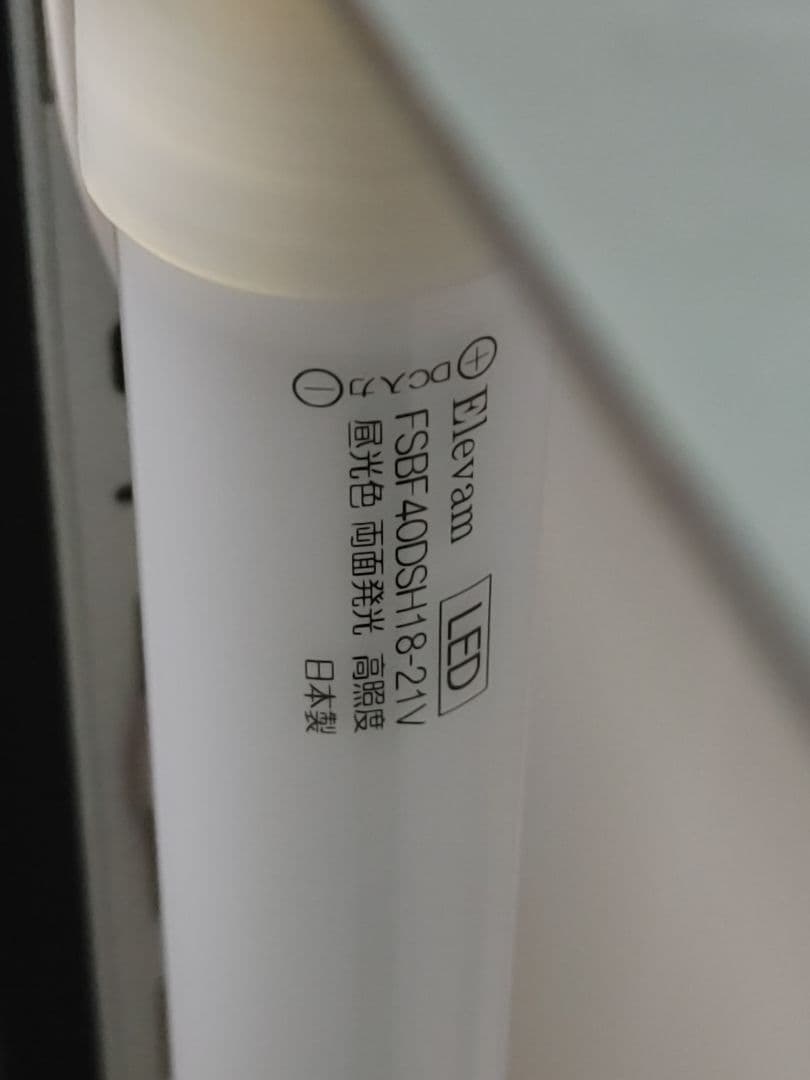 ⊕ Elevam LED
DC入力
FSBF40DSH18-21V
⊖
昼光色 両面発光 高照度
日本製